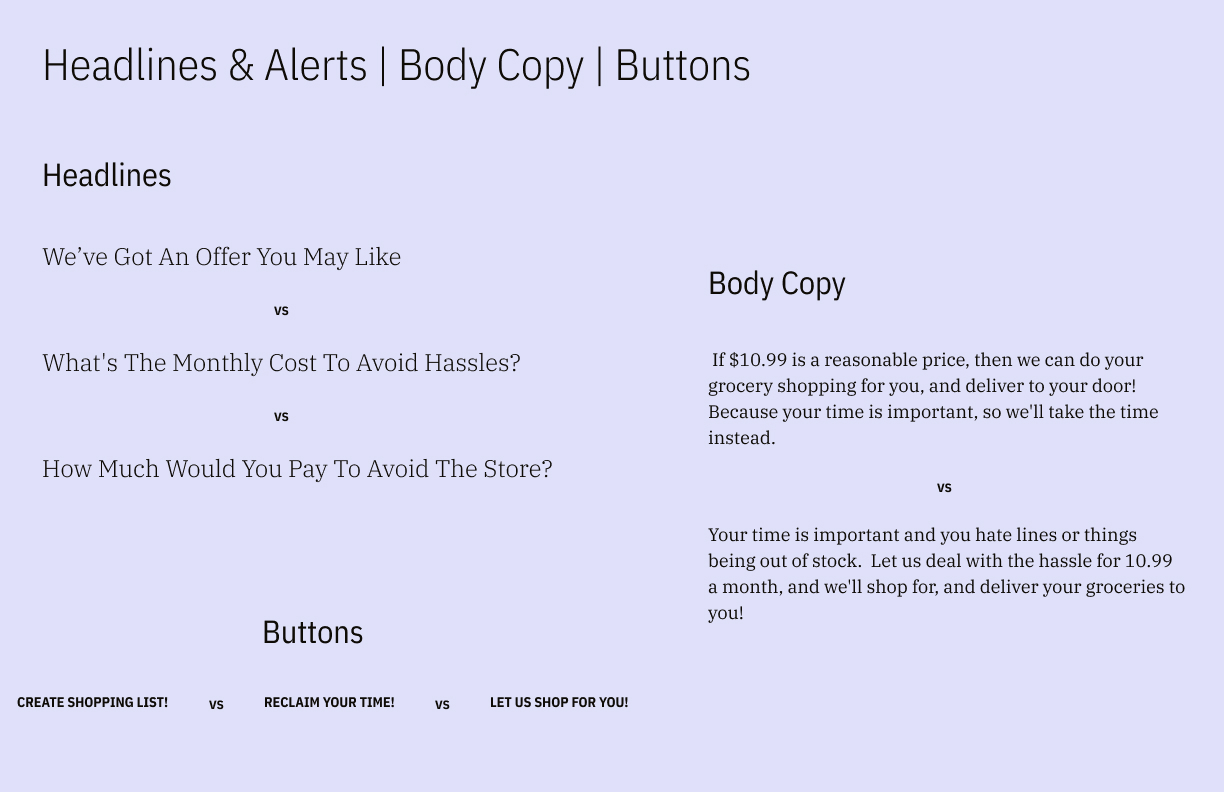 Headlines & Alerts | Body Copy | Buttons
Headlines
We’ve Got An Offer You May Like
vs
What's The Monthly Cost To Avoid Hassles?
vs
How Much Would You Pay To Avoid The Store?
Body Copy
If $10.99 is a reasonable price, then we can do your
grocery shopping for you, and deliver to your door!
Because your time is important, so we'll take the time
instead.
vs
Your time is important and you hate lines or things
being out of stock.  Let us deal with the hassle for 10.99
a month, and we'll shop for, and deliver your groceries to
you!
Buttons
CREATE SHOPPING LIST! vs RECLAIM YOUR TIME! vs LET US SHOP FOR YOU!